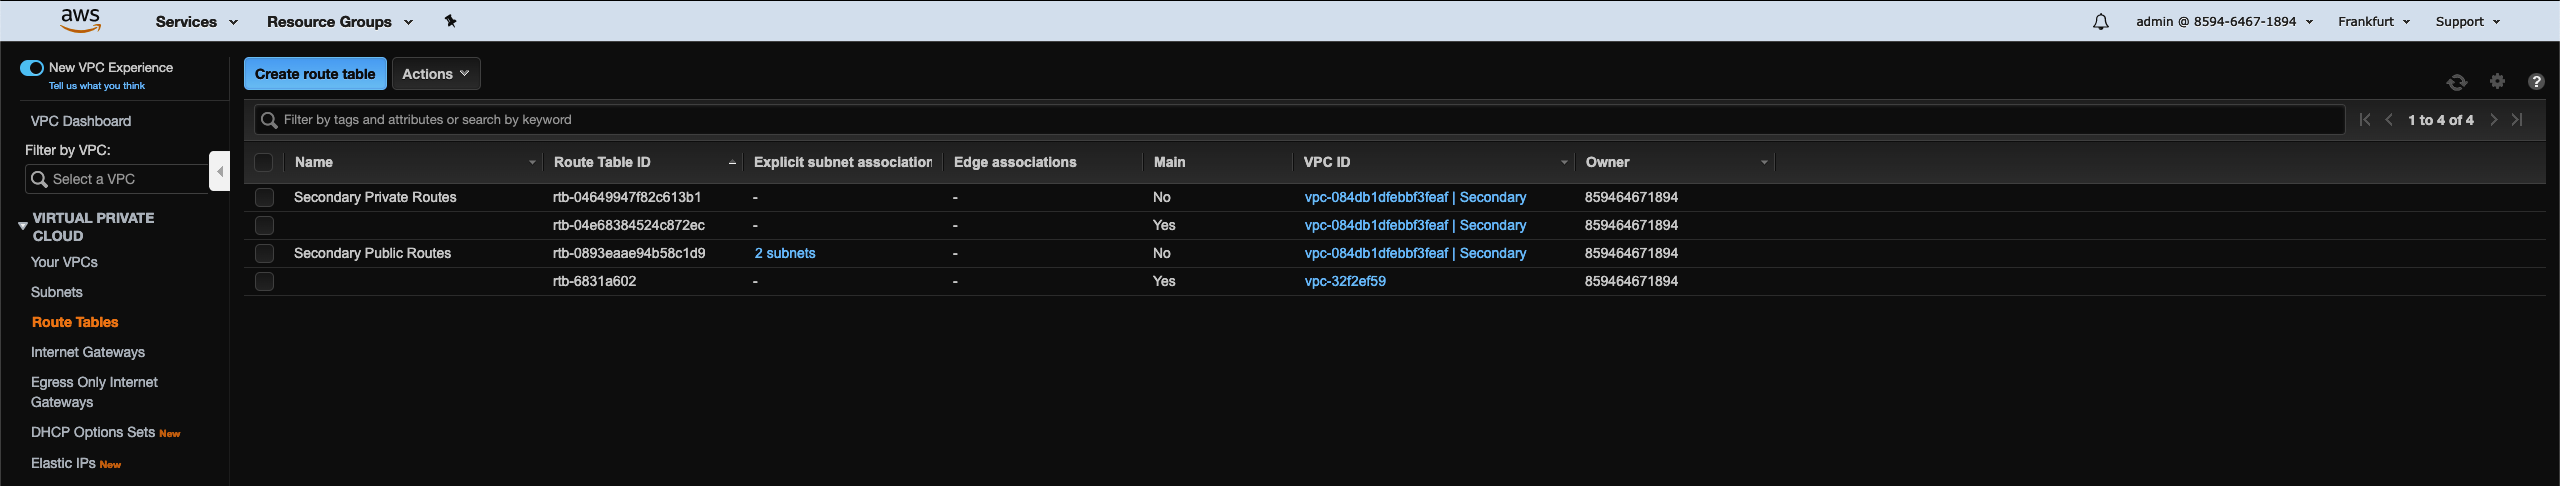 aws Services Resource Groups admin @ 8594-6467-1894 Frankfurt Support
New VPC Experience
Tell us what you think
VPC Dashboard
Filter by VPC:
Select a VPC
VIRTUAL PRIVATE
CLOUD
Your VPCs
Subnets
Route Tables
Internet Gateways
Egress Only Internet
Gateways
DHCP Options Sets New
Elastic IPs New
Create route table Actions
?
Filter by tags and attributes or search by keyword 1 to 4 of 4
Name Route Table ID Explicit subnet association Edge associations Main VPC ID Owner
Secondary Private Routes rtb-04649947f82c613b1 - - No vpc-084db1dfebbf3feaf | Secondary 859464671894
rtb-04e68384524c872ec - - Yes vpc-084db1dfebbf3feaf | Secondary 859464671894
Secondary Public Routes rtb-0893eaae94b58c1d9 2 subnets - No vpc-084db1dfebbf3feaf | Secondary 859464671894
rtb-6831a602 - - Yes vpc-32f2ef59 859464671894